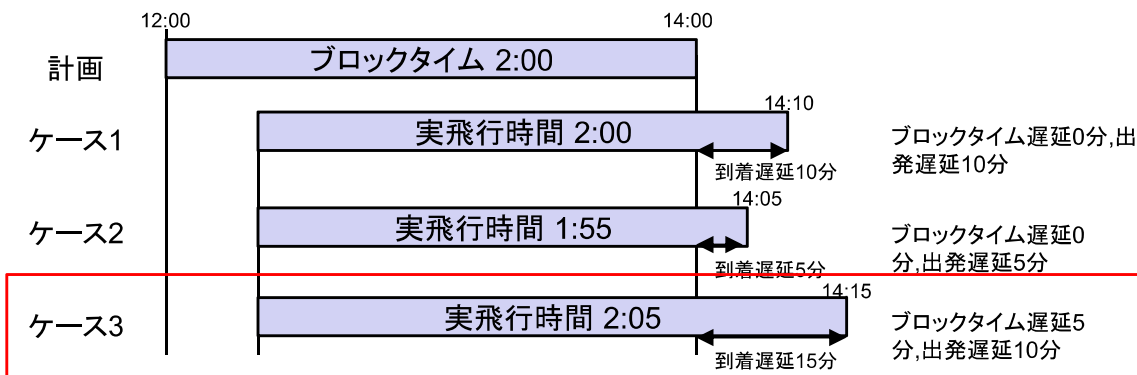 12:00
14:00
計画
ブロックタイム 2:00
ケース1
実飛行時間 2:00
14:10
到着遅延10分
ブロックタイム遅延0分,出
発遅延10分
ケース2
実飛行時間 1:55
14:05
到着遅延5分
ブロックタイム遅延0
分,出発遅延5分
ケース3
実飛行時間 2:05
14:15
到着遅延15分
ブロックタイム遅延5
分,出発遅延10分